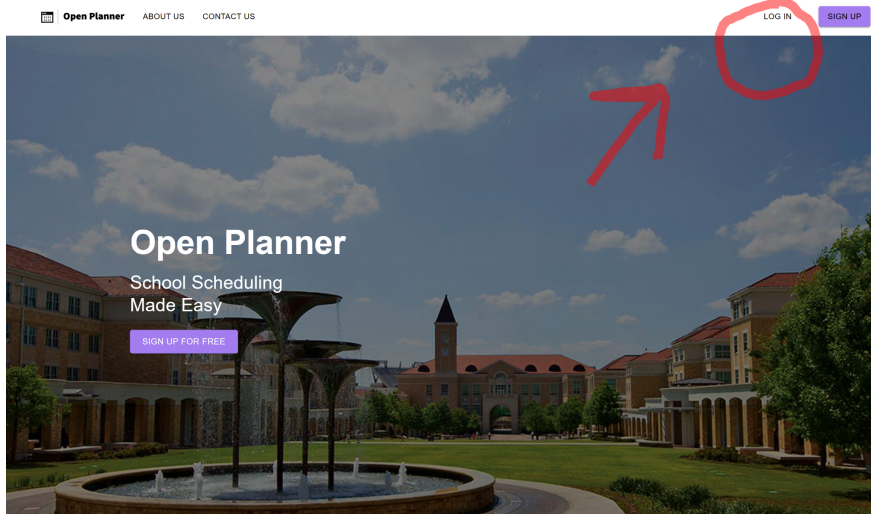 Open Planner ABOUT US CONTACT US LOG IN SIGN UP
Open Planner
School Scheduling
Made Easy
SIGN UP FOR FREE